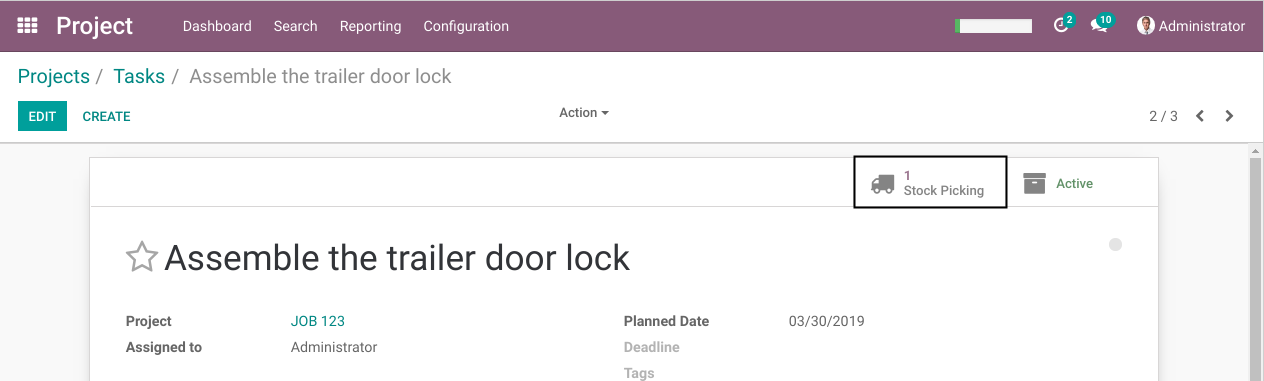 Project Dashboard Search Reporting Configuration 2 10 Administrator
Projects / Tasks / Assemble the trailer door lock
EDIT CREATE Action 2 / 3
1
Stock Picking
Active
Assemble the trailer door lock
Project JOB 123 Planned Date 03/30/2019
Assigned to Administrator Deadline
Tags